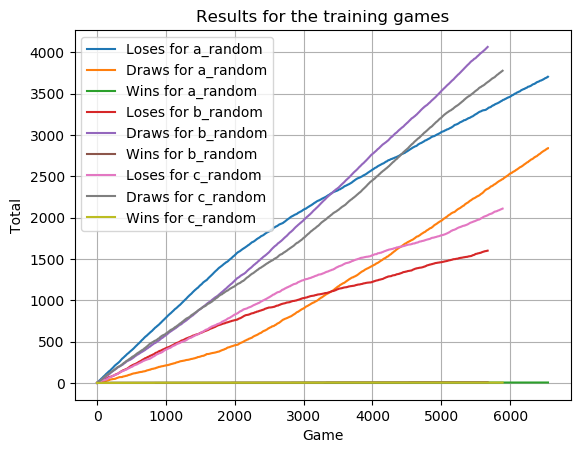 Results for the training games
Loses for a_random
Draws for a_random
Wins for a_random
Loses for b_random
Draws for b_random
Wins for b_random
Loses for c_random
Draws for c_random
Wins for c_random
4000
3500
3000
2500
2000
1500
1000
500
0
Total
0 1000 2000 3000 4000 5000 6000
Game